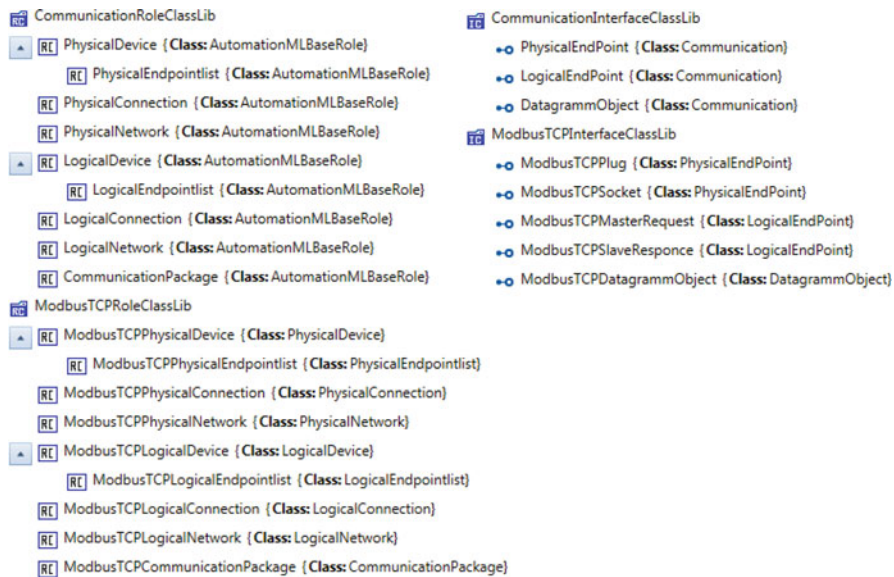 CommunicationRoleClassLib
PhysicalDevice {Class: AutomationMLBaseRole}
PhysicalEndpointlist {Class: AutomationMLBaseRole}
PhysicalConnection {Class: AutomationMLBaseRole}
PhysicalNetwork {Class: AutomationMLBaseRole}
LogicalDevice {Class: AutomationMLBaseRole}
LogicalEndpointlist {Class: AutomationMLBaseRole}
LogicalConnection {Class: AutomationMLBaseRole}
LogicalNetwork {Class: AutomationMLBaseRole}
CommunicationPackage {Class: AutomationMLBaseRole}
ModbusTCPRoleClassLib
ModbusTCPPhysicalDevice {Class: PhysicalDevice}
ModbusTCPPhysicalEndpointlist {Class: PhysicalEndpointlist}
ModbusTCPPhysicalConnection {Class: PhysicalConnection}
ModbusTCPPhysicalNetwork {Class: PhysicalNetwork}
ModbusTCPLogicalDevice {Class: LogicalDevice}
ModbusTCPLogicalEndpointlist {Class: LogicalEndpointlist}
ModbusTCPLogicalConnection {Class: LogicalConnection}
ModbusTCPLogicalNetwork {Class: LogicalNetwork}
ModbusTCPCommunicationPackage {Class: CommunicationPackage}
CommunicationInterfaceClassLib
PhysicalEndPoint {Class: Communication}
LogicalEndPoint {Class: Communication}
DatagrammObject {Class: Communication}
ModbusTCPInterfaceClassLib
ModbusTCPPlug {Class: PhysicalEndPoint}
ModbusTCPSocket {Class: PhysicalEndPoint}
ModbusTCPMasterRequest {Class: LogicalEndPoint}
ModbusTCPSlaveResponce {Class: LogicalEndPoint}
ModbusTCPDatagrammObject {Class: DatagrammObject}